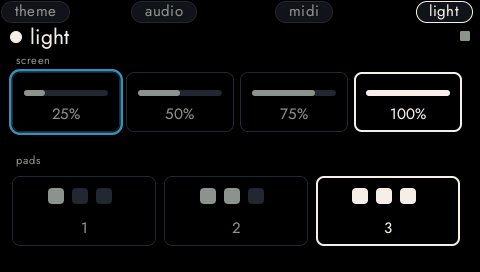 theme audio midi light
light
screen
25% 50% 75% 100%
pads
1 2 3